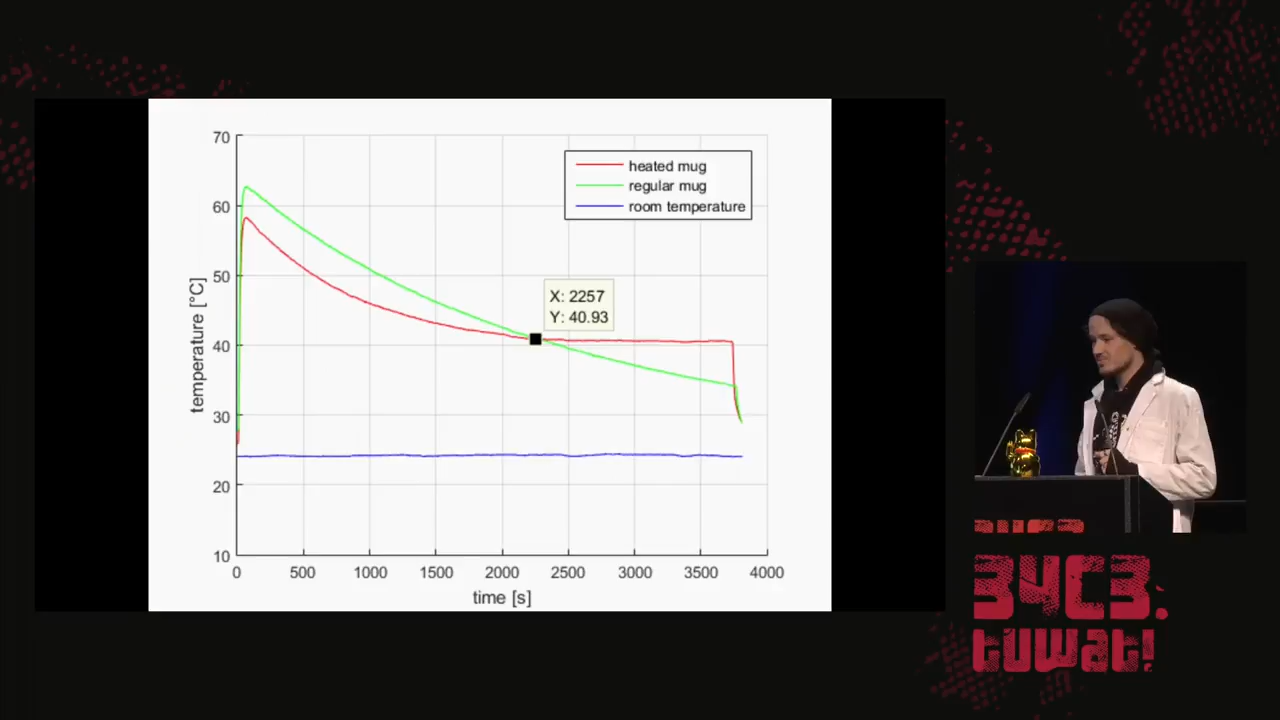 70
60
50
40
30
20
10
0
500
1000
1500
2000
2500
3000
3500
4000
temperature [°C]
time [s]
heated mug
regular mug
room temperature
X: 2257
Y: 40.93
34C3
34C3.
tuwat!